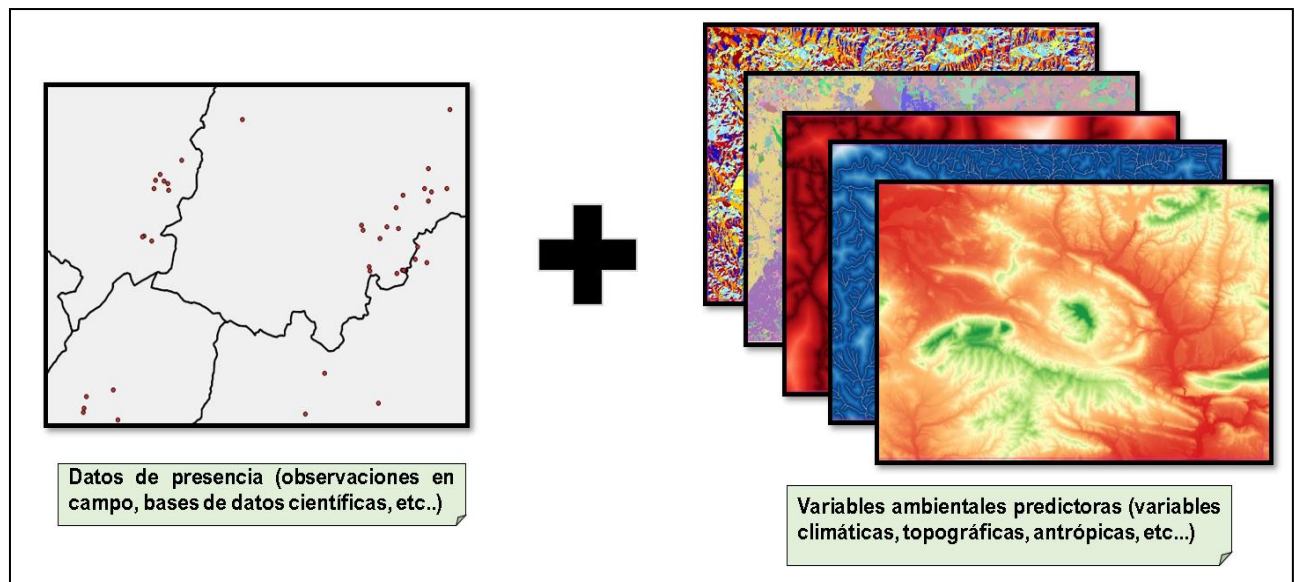 Datos de presencia (observaciones en
campo, bases de datos científicas, etc..)
Variables ambientales predictoras (variables
climáticas, topográficas, antrópicas, etc...)